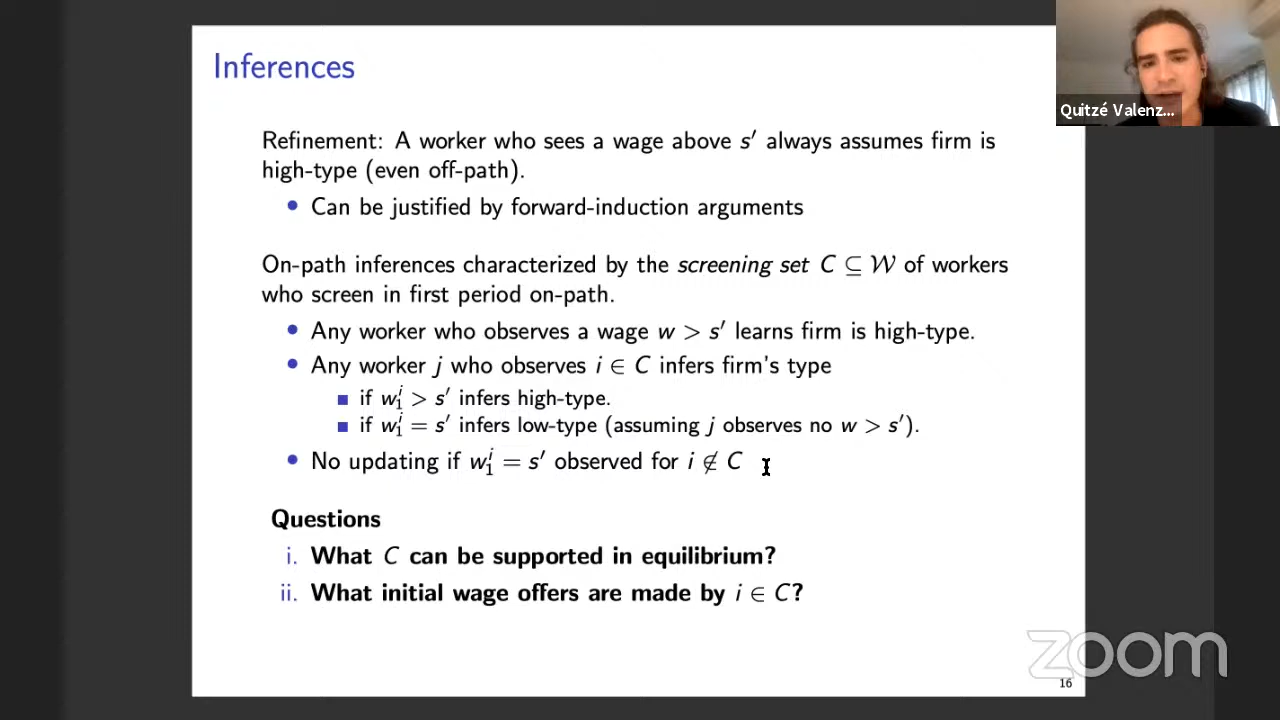 Inferences
Refinement: A worker who sees a wage above s′ always assumes firm is
high-type (even off-path).
• Can be justified by forward-induction arguments
On-path inferences characterized by the screening set C ⊆ 𝒲 of workers
who screen in first period on-path.
• Any worker who observes a wage w > s′ learns firm is high-type.
• Any worker j who observes i ∈ C infers firm's type
■ if w₁ⁱ > s′ infers high-type.
■ if w₁ⁱ = s′ infers low-type (assuming j observes no w > s′).
• No updating if w₁ⁱ = s′ observed for i ∉ C
Questions
i. What C can be supported in equilibrium?
ii. What initial wage offers are made by i ∈ C?
16
Quitzé Valenz...
zoom